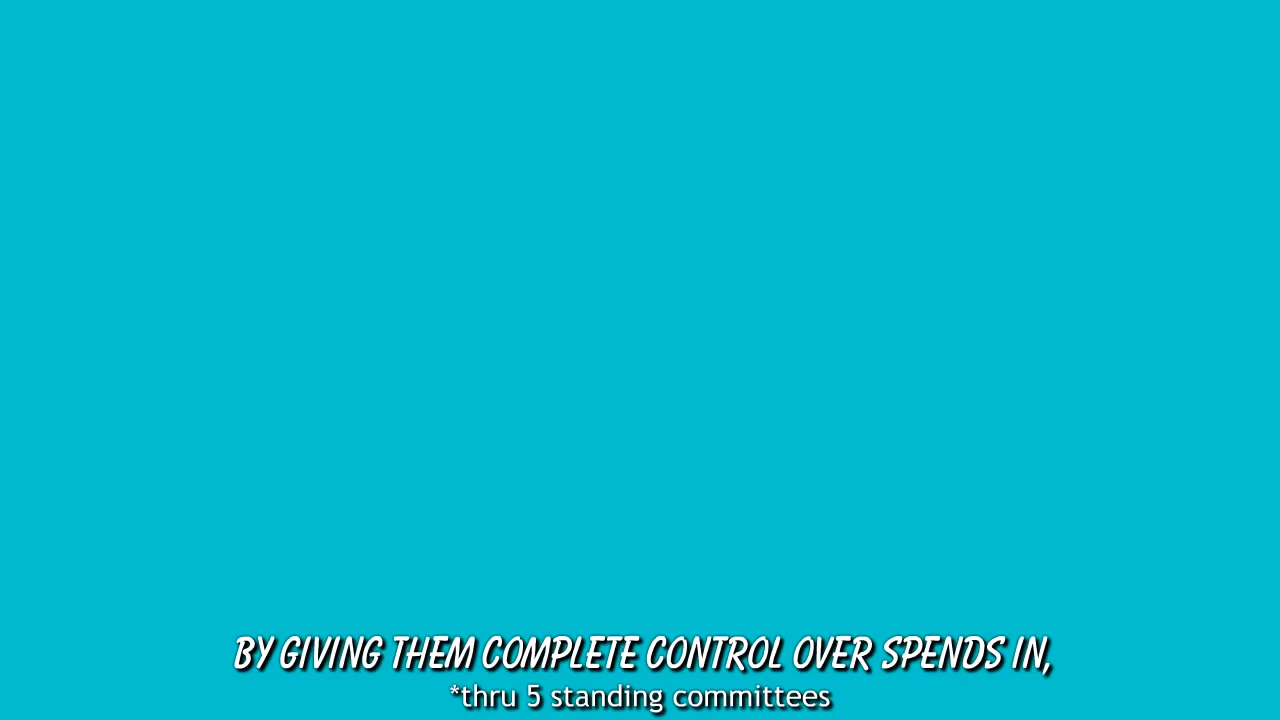 BY GIVING THEM COMPLETE CONTROL OVER SPENDS IN,
*thru 5 standing committees